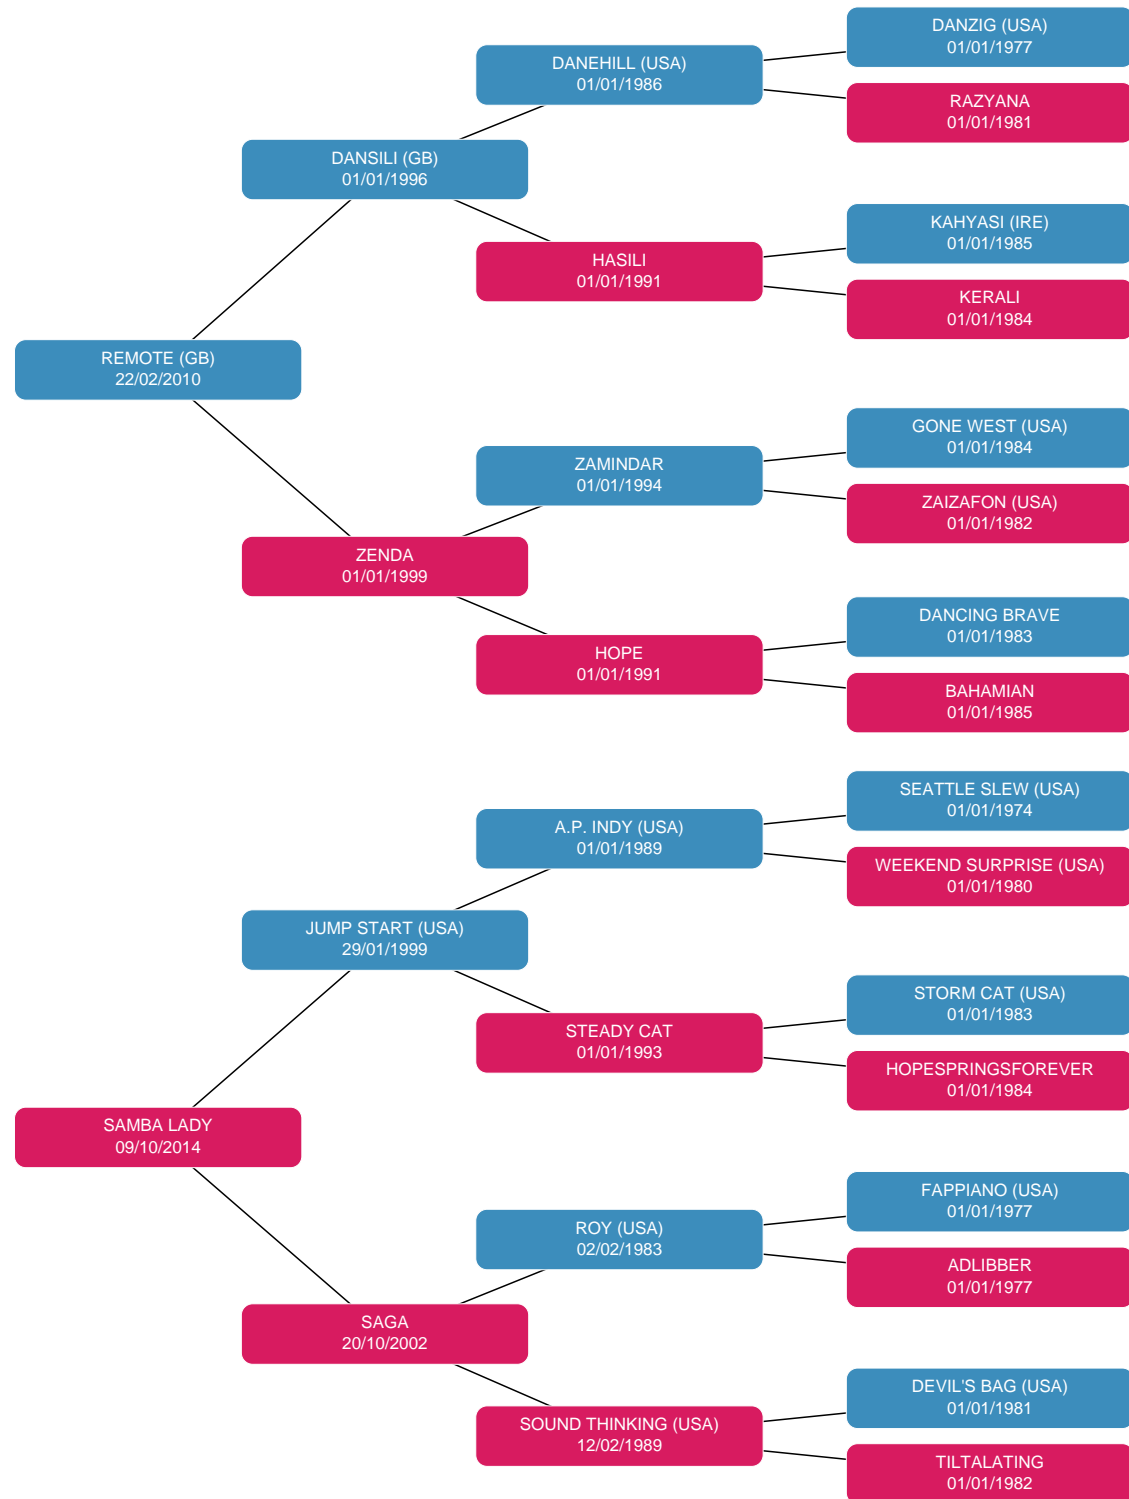 DANZIG (USA)
01/01/1977
DANEHILL (USA)
01/01/1986
RAZYANA
01/01/1981
DANSILI (GB)
01/01/1996
KAHYASI (IRE)
01/01/1985
HASILI
01/01/1991
KERALI
01/01/1984
REMOTE (GB)
22/02/2010
GONE WEST (USA)
01/01/1984
ZAMINDAR
01/01/1994
ZAIZAFON (USA)
01/01/1982
ZENDA
01/01/1999
DANCING BRAVE
01/01/1983
HOPE
01/01/1991
BAHAMIAN
01/01/1985
SEATTLE SLEW (USA)
01/01/1974
A.P. INDY (USA)
01/01/1989
WEEKEND SURPRISE (USA)
01/01/1980
JUMP START (USA)
29/01/1999
STORM CAT (USA)
01/01/1983
STEADY CAT
01/01/1993
HOPESPRINGSFOREVER
01/01/1984
SAMBA LADY
09/10/2014
FAPPIANO (USA)
01/01/1977
ROY (USA)
02/02/1983
ADLIBBER
01/01/1977
SAGA
20/10/2002
DEVIL'S BAG (USA)
01/01/1981
SOUND THINKING (USA)
12/02/1989
TILTALATING
01/01/1982